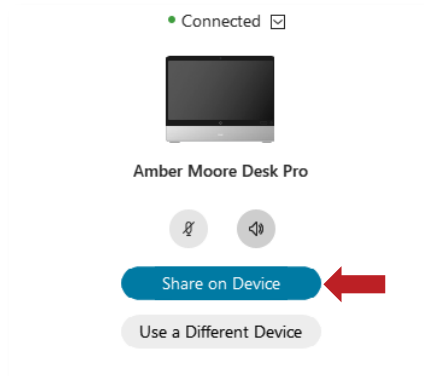 Connected
Amber Moore Desk Pro
Share on Device
Use a Different Device